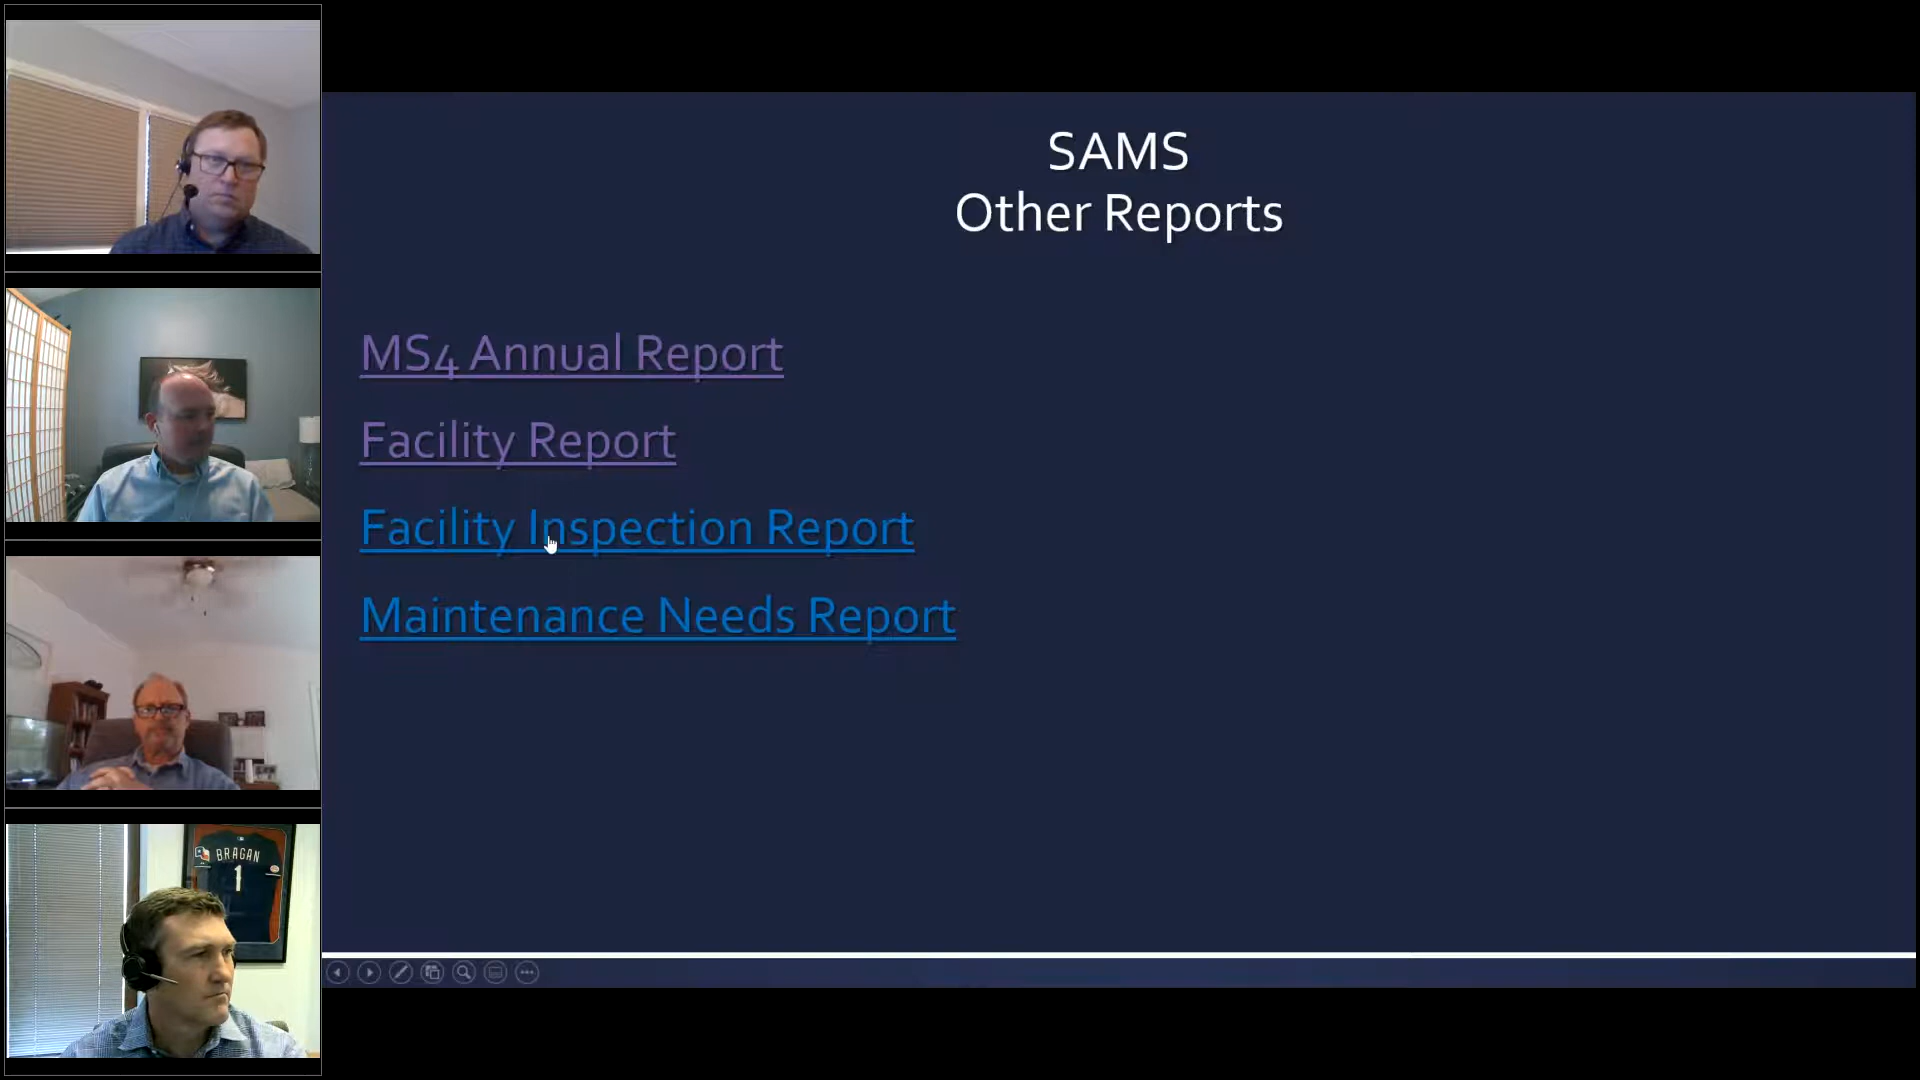 SAMS
Other Reports
MS4 Annual Report
Facility Report
Facility Inspection Report
Maintenance Needs Report
BRAGAN
1